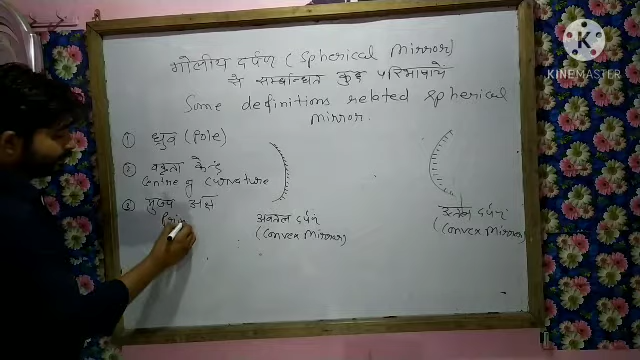 गोलीय दर्पण (Spherical Mirror)
से सम्बन्धित कुछ परिभाषायें
Some definitions related Spherical
Mirror.
① ध्रुव (Pole)
② वक्रता केन्द्र
Centre of Curvature
③ मुख्य अक्ष
Prin
अवतल दर्पण
(Convex Mirror)
उत्तल दर्पण
(Convex Mirror)
KINEMASTER